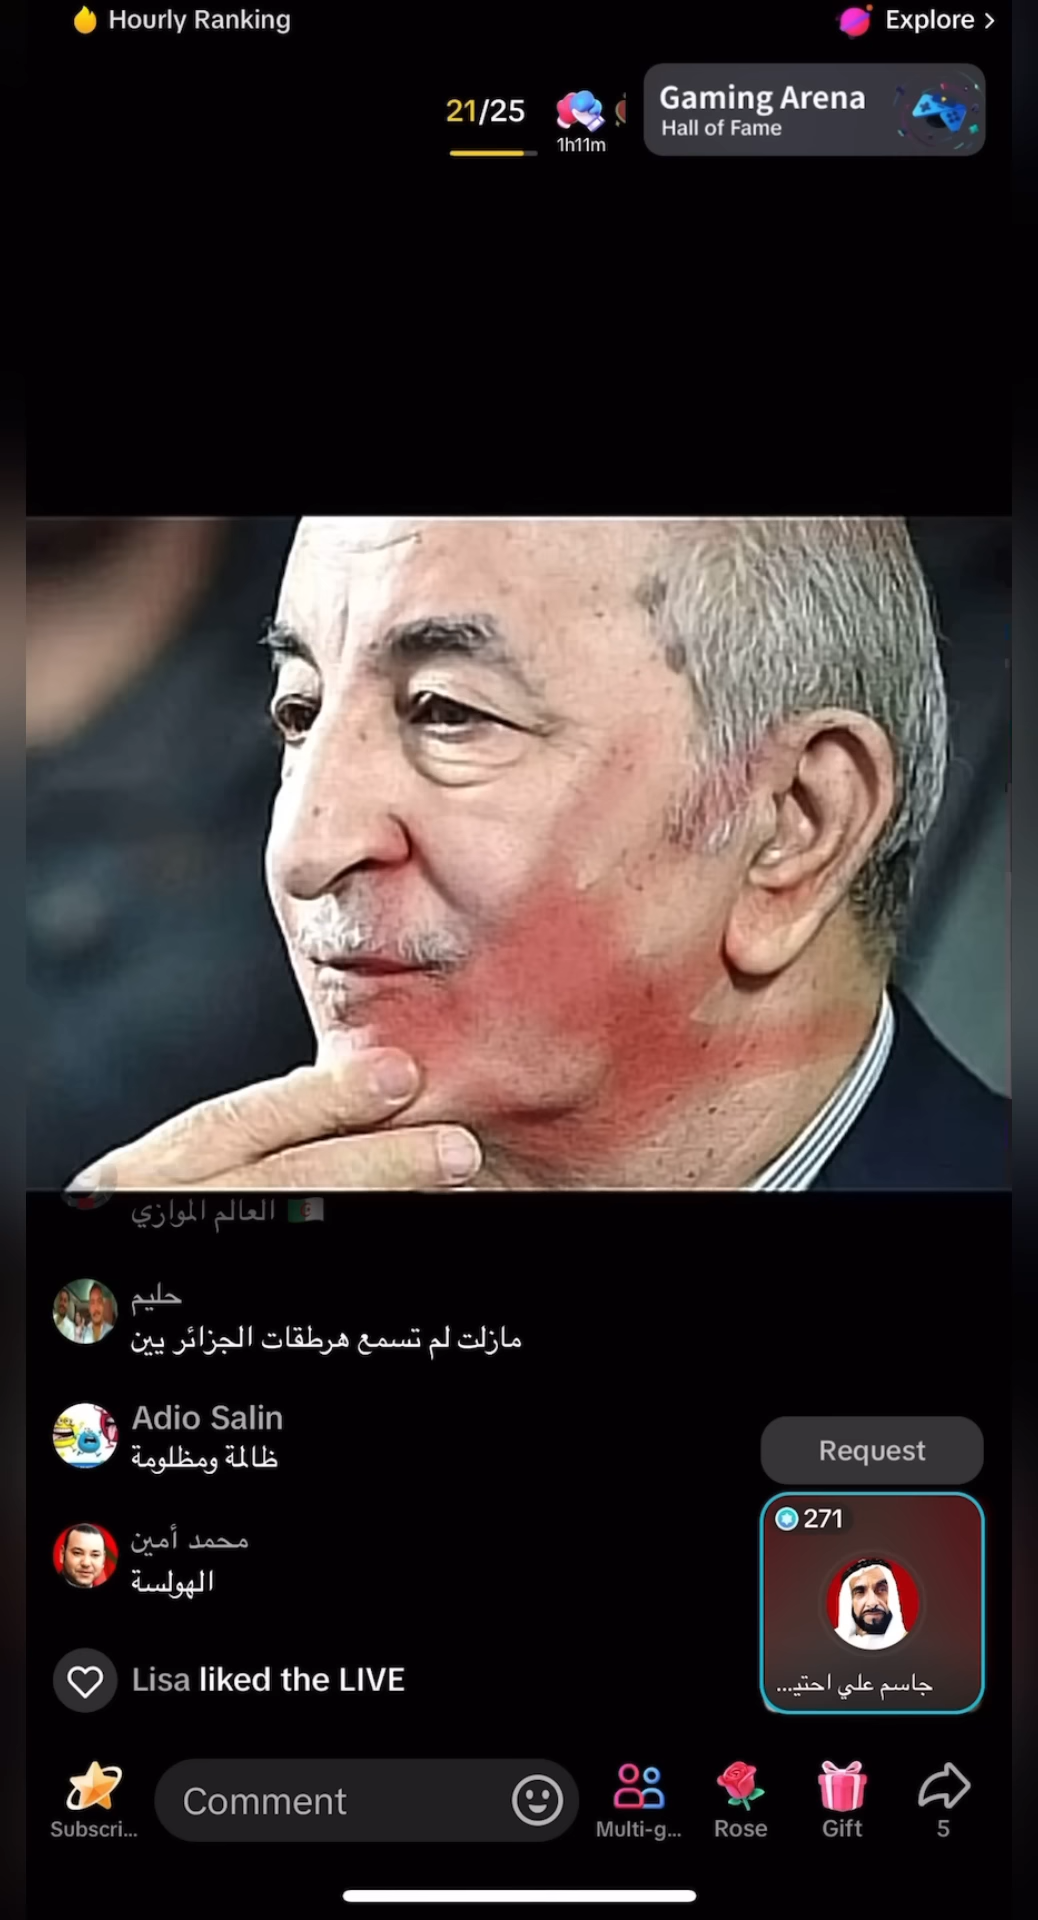 Hourly Ranking
Explore >
21/25
1h11m
Gaming Arena
Hall of Fame
العالم الموازي
حليم
مازلت لم تسمع هرطقات الجزائر يين
Adio Salin
ظالمة ومظلومة
محمد أمين
الهولسة
Lisa liked the LIVE
Request
271
جاسم علي احتيـ...
Comment
Subscri...
Multi-g...
Rose
Gift
5